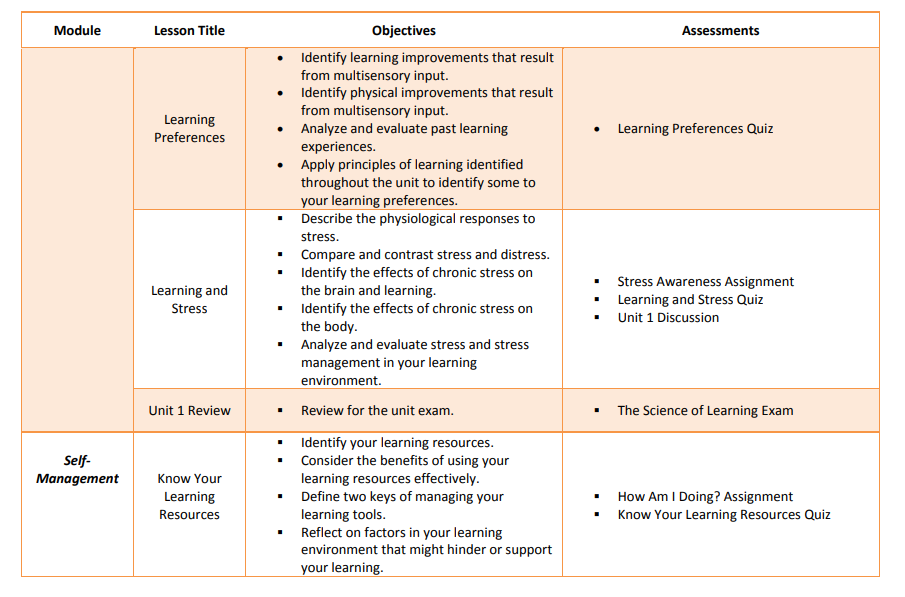 Module Lesson Title Objectives Assessments
Learning
Preferences
• Identify learning improvements that result
from multisensory input.
• Identify physical improvements that result
from multisensory input.
• Analyze and evaluate past learning
experiences.
• Apply principles of learning identified
throughout the unit to identify some to
your learning preferences.
• Learning Preferences Quiz
Learning and
Stress
▪ Describe the physiological responses to
stress.
▪ Compare and contrast stress and distress.
▪ Identify the effects of chronic stress on
the brain and learning.
▪ Identify the effects of chronic stress on
the body.
▪ Analyze and evaluate stress and stress
management in your learning
environment.
▪ Stress Awareness Assignment
▪ Learning and Stress Quiz
▪ Unit 1 Discussion
Unit 1 Review
▪ Review for the unit exam.
▪ The Science of Learning Exam
Self-
Management
Know Your
Learning
Resources
▪ Identify your learning resources.
▪ Consider the benefits of using your
learning resources effectively.
▪ Define two keys of managing your
learning tools.
▪ Reflect on factors in your learning
environment that might hinder or support
your learning.
▪ How Am I Doing? Assignment
▪ Know Your Learning Resources Quiz